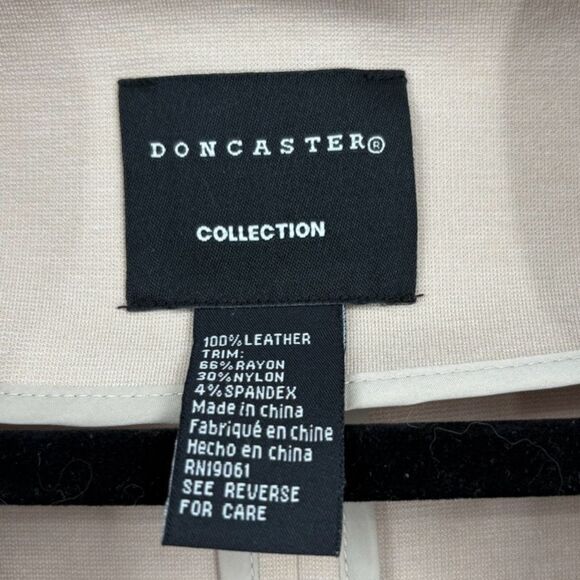 DONCASTER®
COLLECTION
100%LEATHER
TRIM:
66%RAYON
30%NYLON
4%SPANDEX
Made in china
Fabriqué en chine
Hecho en china
RN19061
SEE REVERSE
FOR CARE